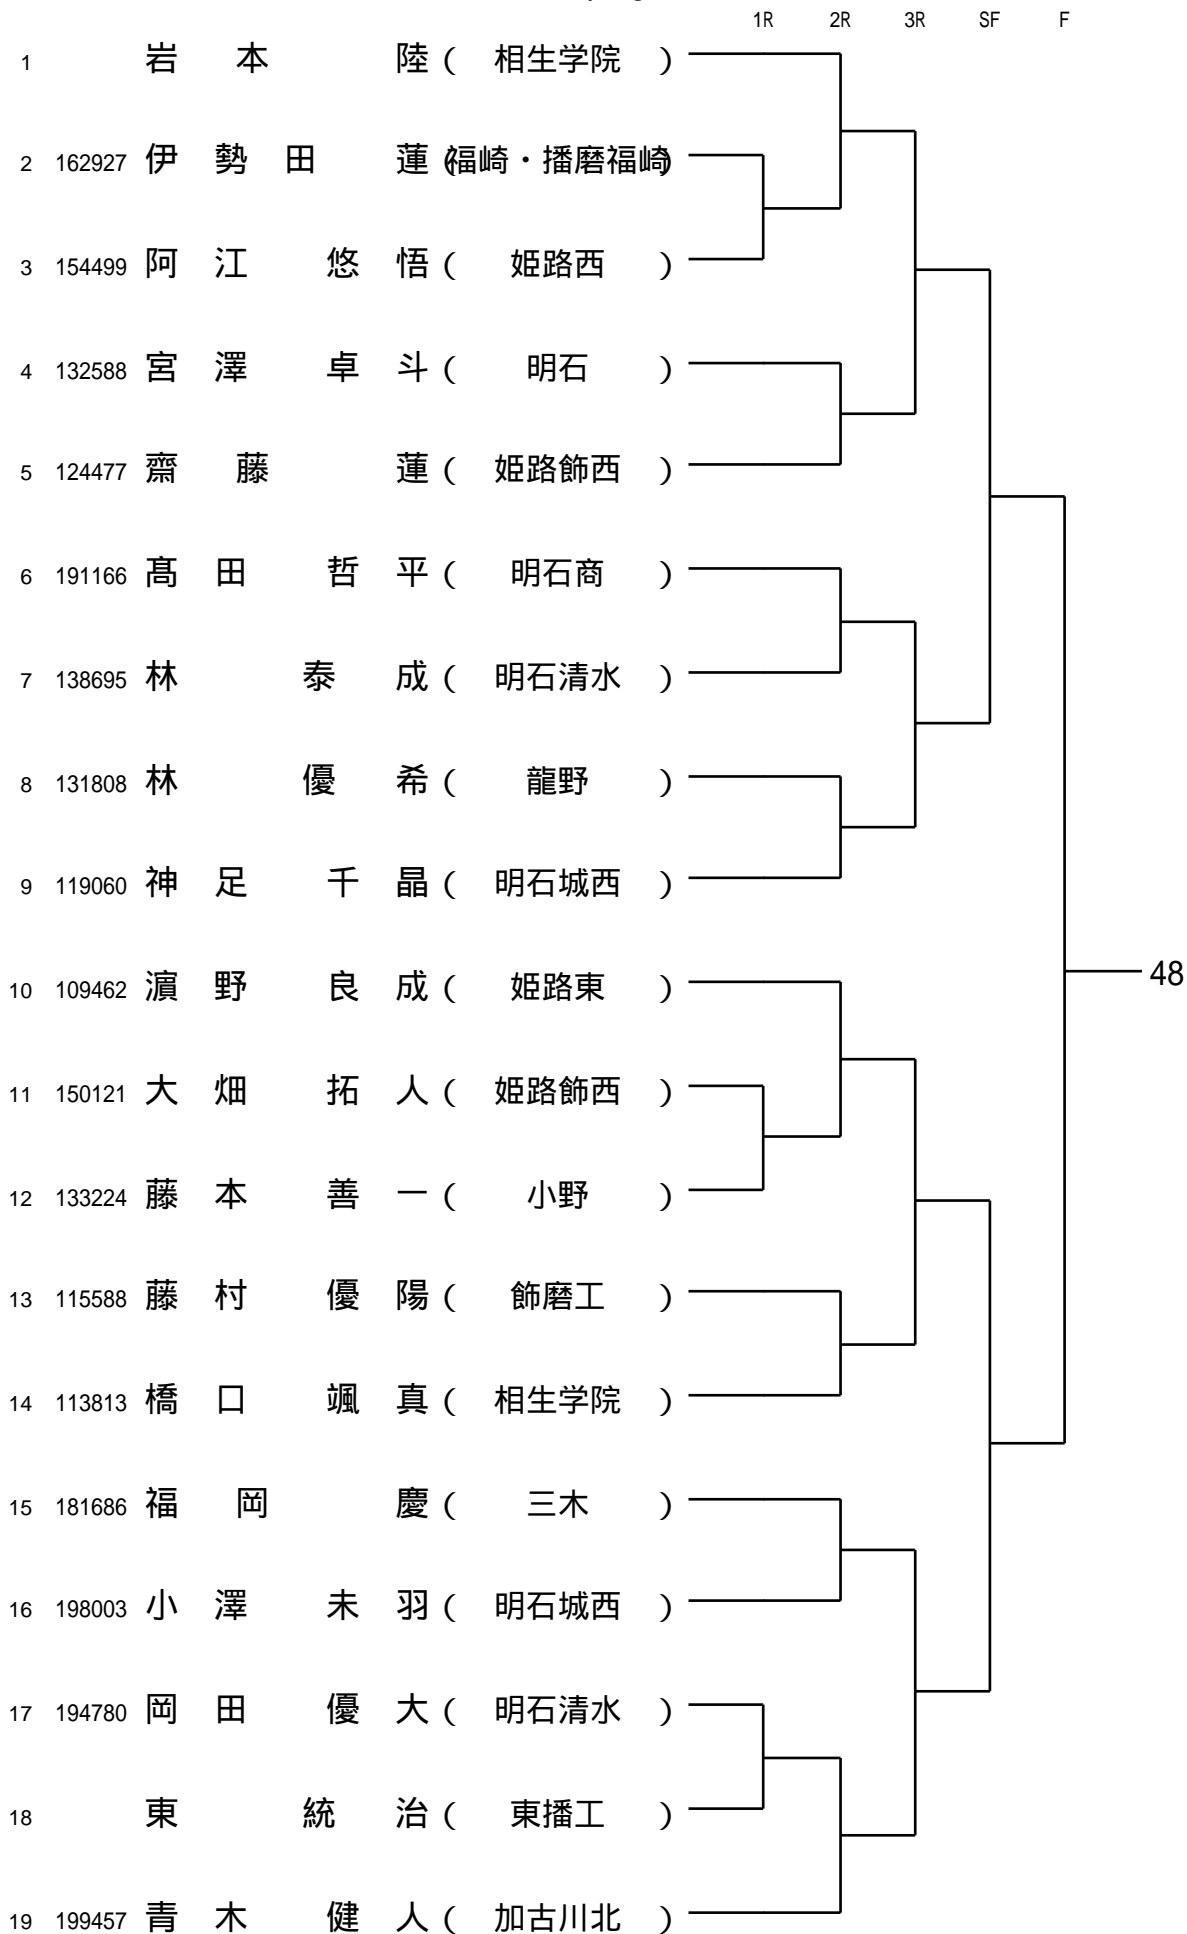 1R 2R 3R SF F
1 岩本 陸 ( 相生学院 )
2 162927 伊勢田 蓮 ( 福崎・播磨福崎 )
3 154499 阿江 悠悟 ( 姫路西 )
4 132588 宮澤 卓斗 ( 明石 )
5 124477 齋藤 蓮 ( 姫路飾西 )
6 191166 髙田 哲平 ( 明石商 )
7 138695 林 泰成 ( 明石清水 )
8 131808 林 優希 ( 龍野 )
9 119060 神足 千晶 ( 明石城西 )
10 109462 濵野 良成 ( 姫路東 )
11 150121 大畑 拓人 ( 姫路飾西 )
12 133224 藤本 善一 ( 小野 )
13 115588 藤村 優陽 ( 飾磨工 )
14 113813 橋口 颯真 ( 相生学院 )
15 181686 福岡 慶 ( 三木 )
16 198003 小澤 未羽 ( 明石城西 )
17 194780 岡田 優大 ( 明石清水 )
18 東 統治 ( 東播工 )
19 199457 青木 健人 ( 加古川北 )
48